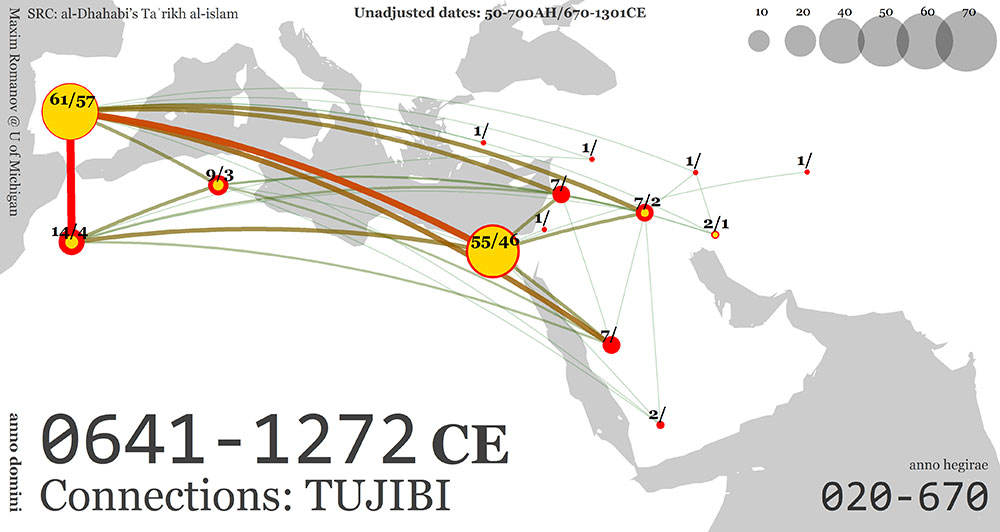 SRC: al-Dhahabi's Taʾrikh al-islam
Unadjusted dates: 50-700AH/670-1301CE
10 20 40 50 60 70
Maxim Romanov @ U of Michigan
61/57
1/
1/
1/
1/
9/3
7/
7/2
1/
2/1
14/4
55/46
7/
2/
anno domini
0641-1272 CE
Connections: TUJIBI
anno hegirae
020-670